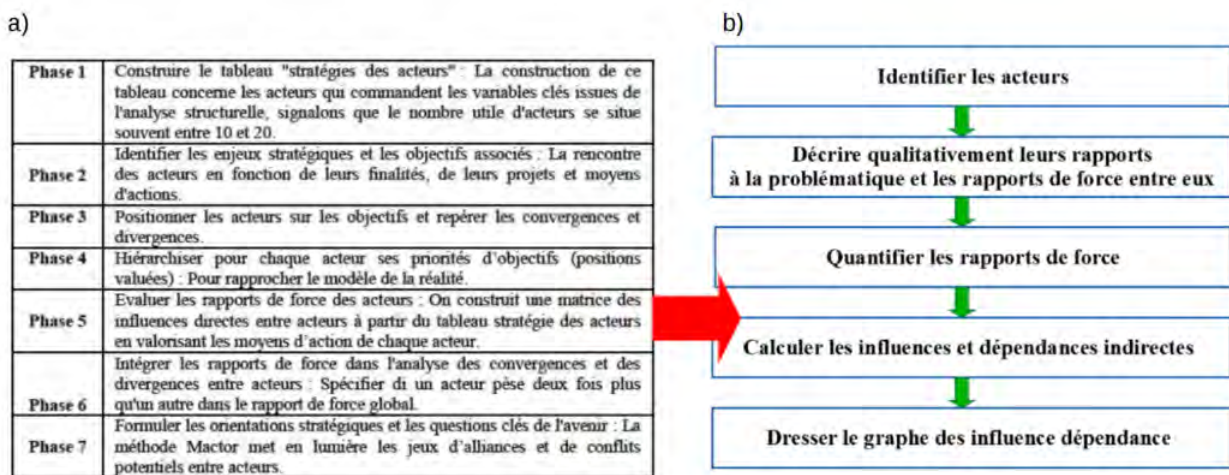 a)
Phase 1
Construire le tableau "stratégies des acteurs" : La construction de ce
tableau concerne les acteurs qui commandent les variables clés issues de
l'analyse structurelle, signalons que le nombre utile d'acteurs se situe
souvent entre 10 et 20.
Phase 2
Identifier les enjeux stratégiques et les objectifs associés : La rencontre
des acteurs en fonction de leurs finalités, de leurs projets et moyens
d'actions.
Phase 3
Positionner les acteurs sur les objectifs et repérer les convergences et
divergences.
Phase 4
Hiérarchiser pour chaque acteur ses priorités d'objectifs (positions
valuées) : Pour rapprocher le modèle de la réalité.
Phase 5
Evaluer les rapports de force des acteurs : On construit une matrice des
influences directes entre acteurs à partir du tableau stratégie des acteurs
en valorisant les moyens d'action de chaque acteur.
Phase 6
Intégrer les rapports de force dans l'analyse des convergences et des
divergences entre acteurs : Spécifier di un acteur pèse deux fois plus
qu'un autre dans le rapport de force global.
Phase 7
Formuler les orientations stratégiques et les questions clés de l'avenir : La
méthode Mactor met en lumière les jeux d'alliances et de conflits
potentiels entre acteurs.
b)
Identifier les acteurs
Décrire qualitativement leurs rapports
à la problématique et les rapports de force entre eux
Quantifier les rapports de force
Calculer les influences et dépendances indirectes
Dresser le graphe des influence dépendance